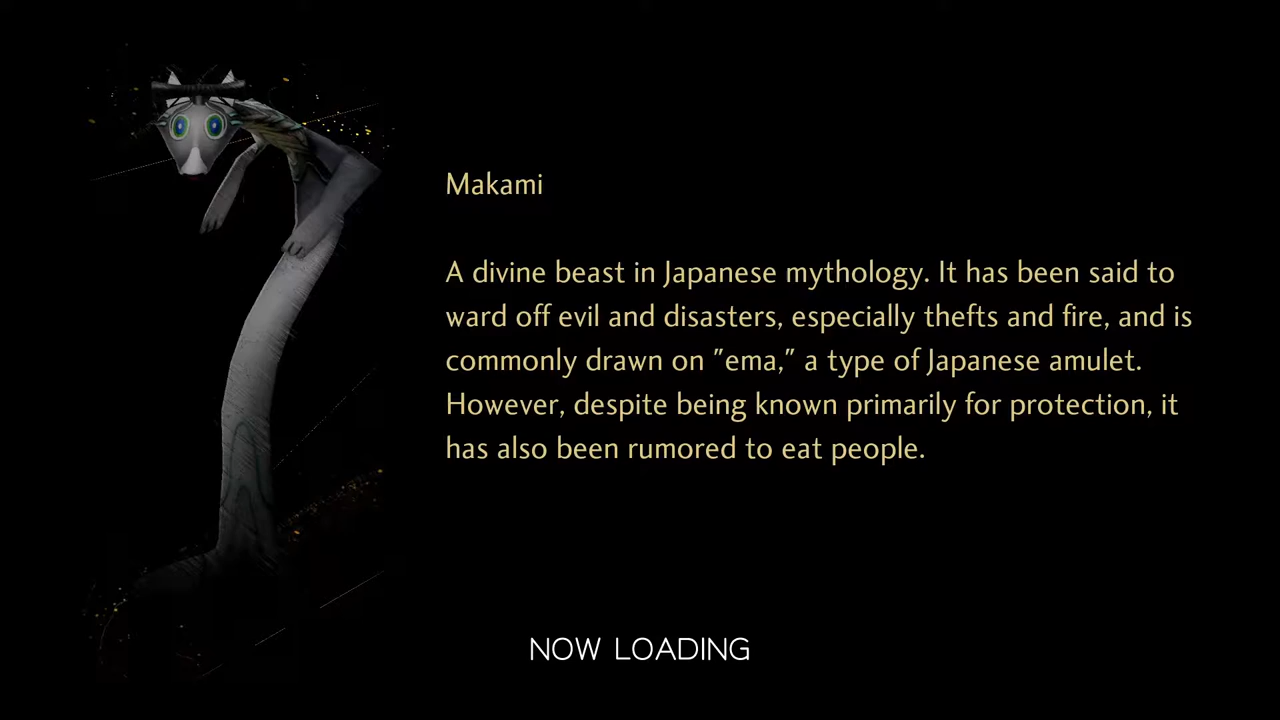 Makami
A divine beast in Japanese mythology. It has been said to
ward off evil and disasters, especially thefts and fire, and is
commonly drawn on "ema," a type of Japanese amulet.
However, despite being known primarily for protection, it
has also been rumored to eat people.
NOW LOADING